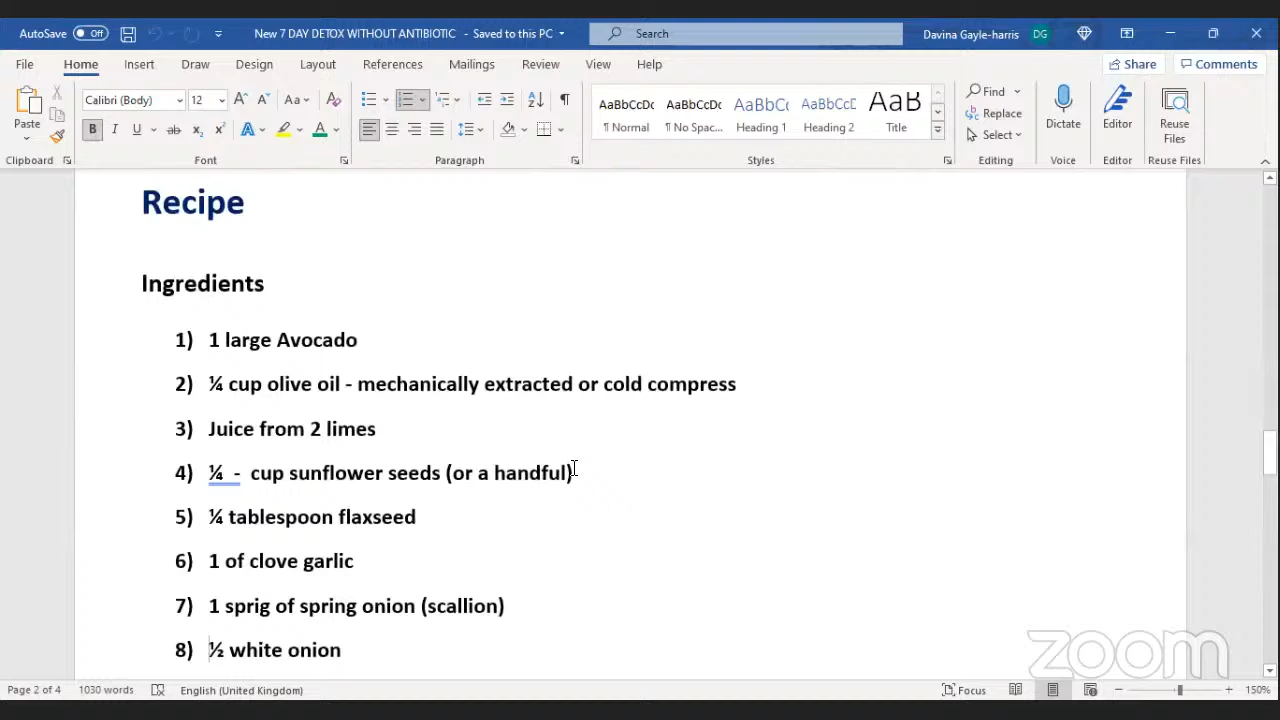 AutoSave Off New 7 DAY DETOX WITHOUT ANTIBIOTIC - Saved to this PC Search Davina Gayle-harris DG
File Home Insert Draw Design Layout References Mailings Review View Help Share Comments
Calibri (Body) 12 Aa AaBbCcDc AaBbCcDc AaBbCc AaBbCcD AaB Find
Paste B I U ab x₂ x² A A ¶ Normal ¶ No Spac... Heading 1 Heading 2 Title Replace Select Dictate Editor Reuse Files
Clipboard Font Paragraph Styles Editing Voice Editor Reuse Files
Recipe
Ingredients
1) 1 large Avocado
2) ¼ cup olive oil - mechanically extracted or cold compress
3) Juice from 2 limes
4) ¼ - cup sunflower seeds (or a handful)
5) ¼ tablespoon flaxseed
6) 1 of clove garlic
7) 1 sprig of spring onion (scallion)
8) ½ white onion
zoom
Page 2 of 4 1030 words English (United Kingdom) Focus 150%